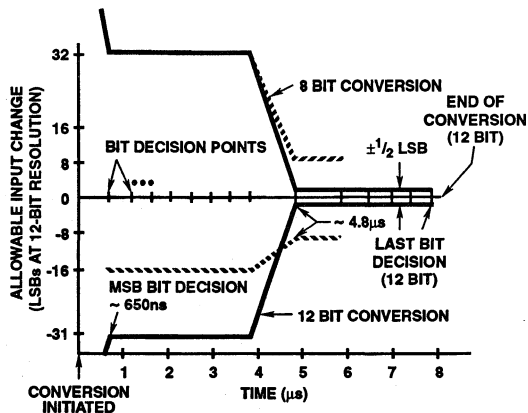 ALLOWABLE INPUT CHANGE
(LSBs AT 12-BIT RESOLUTION)
32
16
8
0
-8
-16
-31
8 BIT CONVERSION
END OF
CONVERSION
(12 BIT)
BIT DECISION POINTS
±1/2 LSB
~ 4.8µs
LAST BIT
DECISION
(12 BIT)
MSB BIT DECISION
~ 650ns
12 BIT CONVERSION
1 2 3 4 5 6 7 8
CONVERSION
INITIATED
TIME (µs)